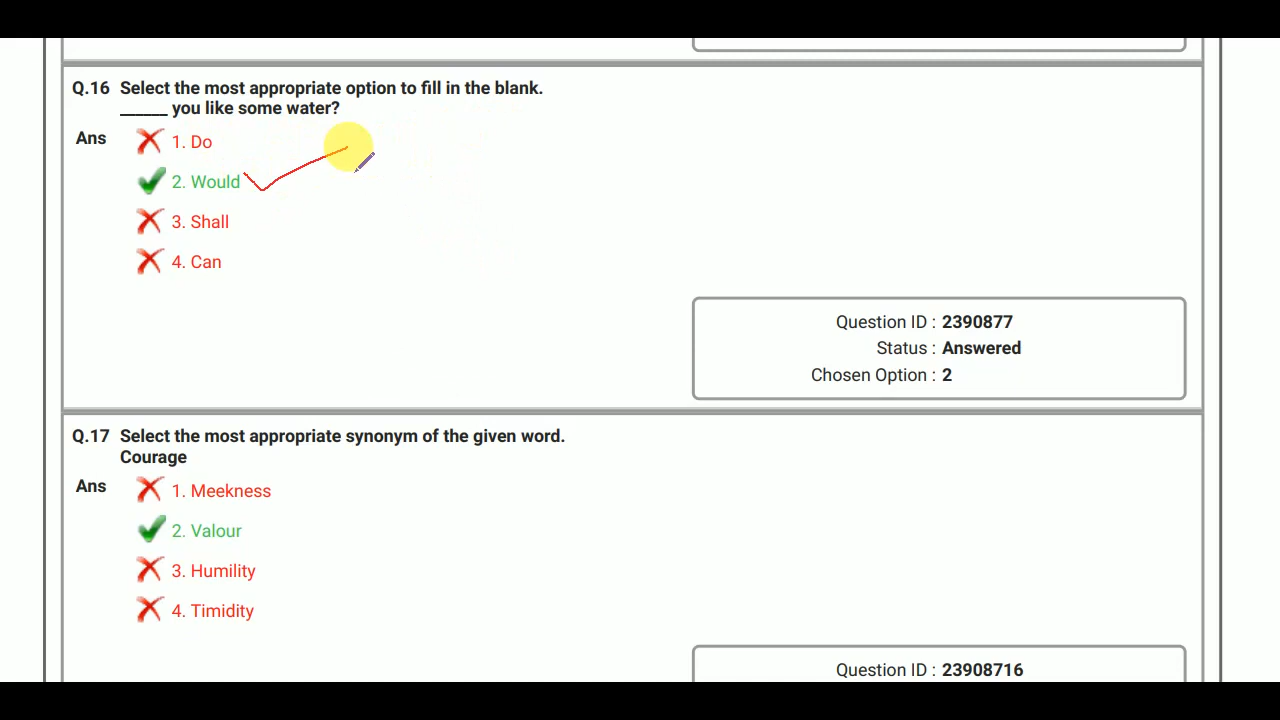 Q.16 Select the most appropriate option to fill in the blank.
______ you like some water?
Ans 1. Do
2. Would
3. Shall
4. Can
Question ID : 2390877
Status : Answered
Chosen Option : 2
Q.17 Select the most appropriate synonym of the given word.
Courage
Ans 1. Meekness
2. Valour
3. Humility
4. Timidity
Question ID : 23908716